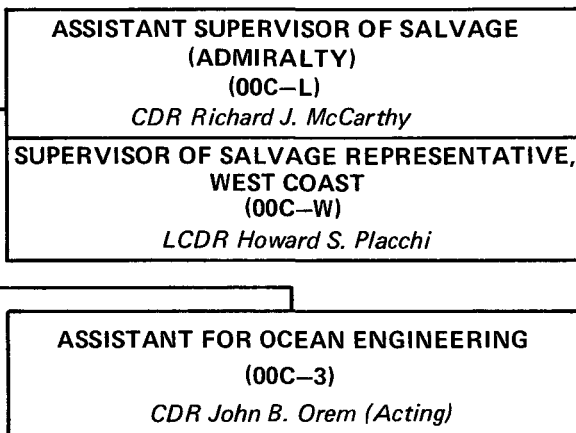 ASSISTANT SUPERVISOR OF SALVAGE
(ADMIRALTY)
(00C—L)
CDR Richard J. McCarthy
SUPERVISOR OF SALVAGE REPRESENTATIVE,
WEST COAST
(00C—W)
LCDR Howard S. Placchi
ASSISTANT FOR OCEAN ENGINEERING
(00C—3)
CDR John B. Orem (Acting)